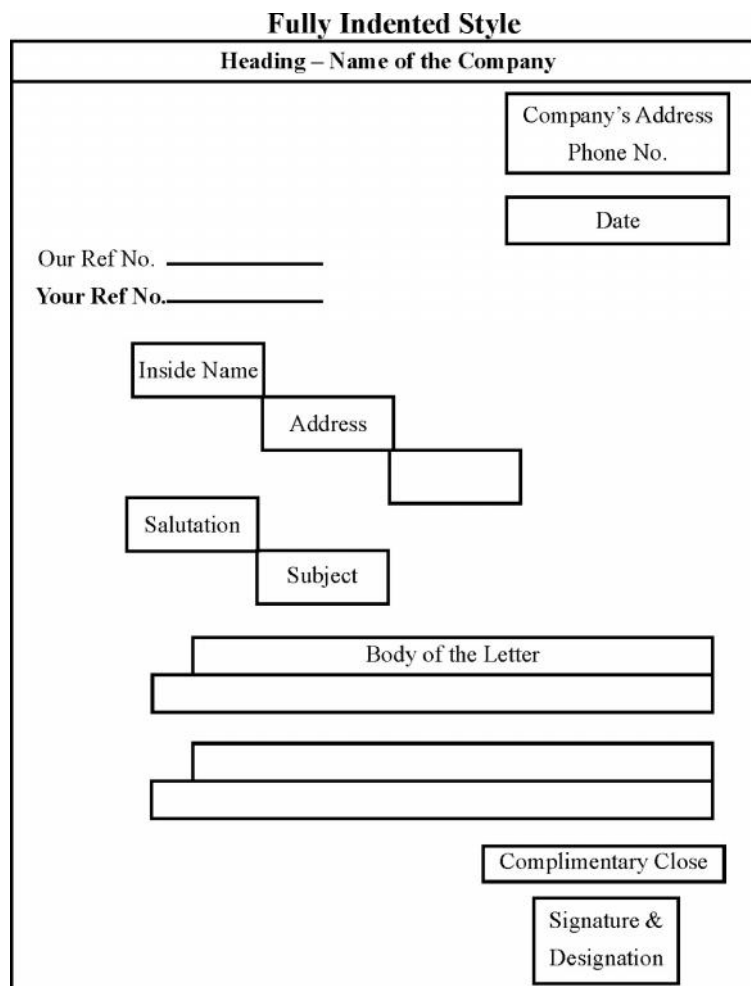 Fully Indented Style
Heading – Name of the Company
Company's Address
Phone No.
Date
Our Ref No.
Your Ref No.
Inside Name
Address
Salutation
Subject
Body of the Letter
Complimentary Close
Signature &
Designation